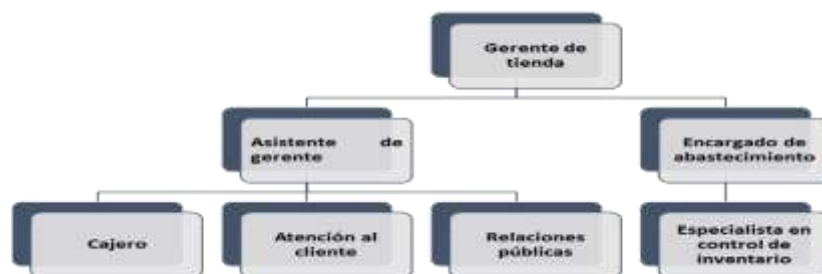 Gerente de
tienda
Asistente de
gerente
Encargado de
abastecimiento
Cajero
Atención al
cliente
Relaciones
públicas
Especialista en
control de
inventario